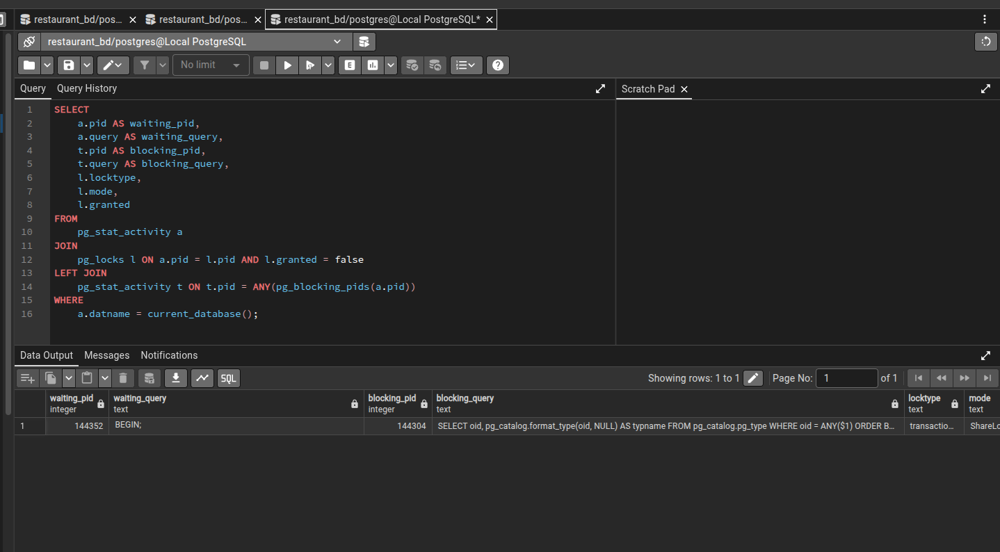 restaurant_bd/pos...
restaurant_bd/pos...
restaurant_bd/postgres@Local PostgreSQL*
restaurant_bd/postgres@Local PostgreSQL
No limit
E
Query
Query History
Scratch Pad
1 SELECT
2 a.pid AS waiting_pid,
3 a.query AS waiting_query,
4 t.pid AS blocking_pid,
5 t.query AS blocking_query,
6 l.locktype,
7 l.mode,
8 l.granted
9 FROM
10 pg_stat_activity a
11 JOIN
12 pg_locks l ON a.pid = l.pid AND l.granted = false
13 LEFT JOIN
14 pg_stat_activity t ON t.pid = ANY(pg_blocking_pids(a.pid))
15 WHERE
16 a.datname = current_database();
Data Output Messages Notifications
SQL
Showing rows: 1 to 1
Page No: 1 of 1
waiting_pid integer
waiting_query text
blocking_pid integer
blocking_query text
locktype text
mode text
1 144352 BEGIN; 144304 SELECT oid, pg_catalog.format_type(oid, NULL) AS typname FROM pg_catalog.pg_type WHERE oid = ANY($1) ORDER B... transactio... ShareLo